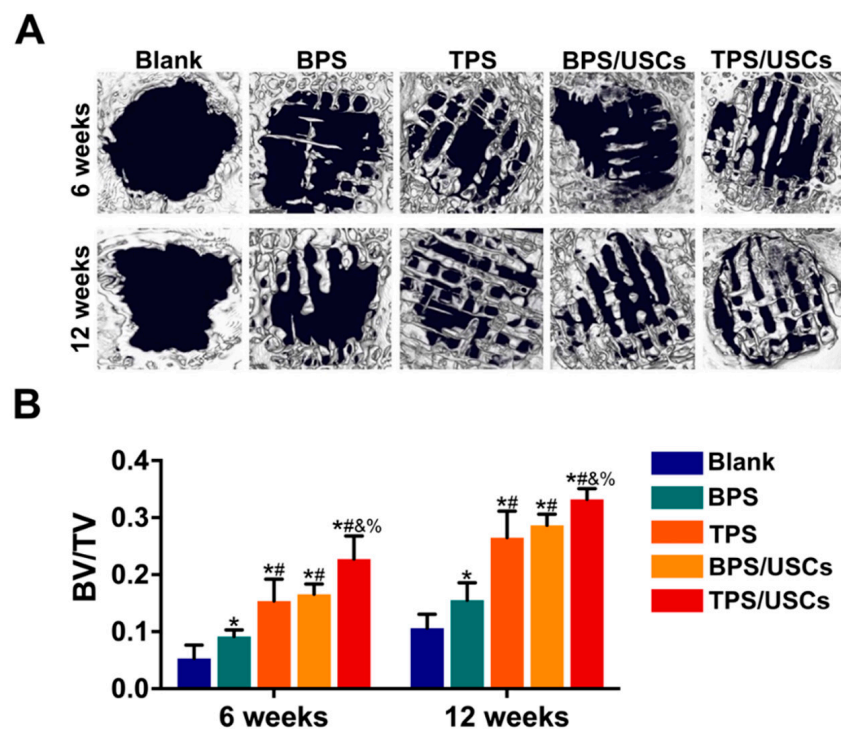 A
Blank BPS TPS BPS/USCs TPS/USCs
6 weeks
12 weeks
B
BV/TV
0.4
0.3
0.2
0.1
0.0
*
*#
*#
*#&%
*
*#
*#
*#&%
6 weeks
12 weeks
Blank
BPS
TPS
BPS/USCs
TPS/USCs